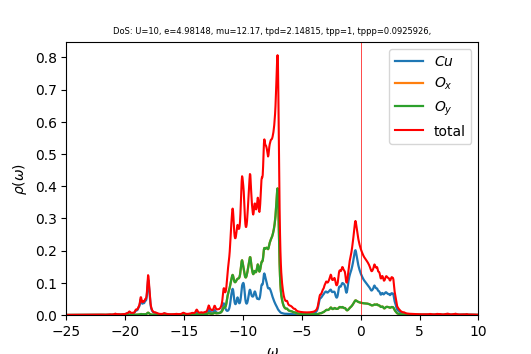 DoS: U=10, e=4.98148, mu=12.17, tpd=2.14815, tpp=1, tppp=0.0925926,
0.8
0.7
0.6
0.5
0.4
0.3
0.2
0.1
0.0
ρ(ω)
Cu
O_x
O_y
total
−25 −20 −15 −10 −5 0 5 10
ω